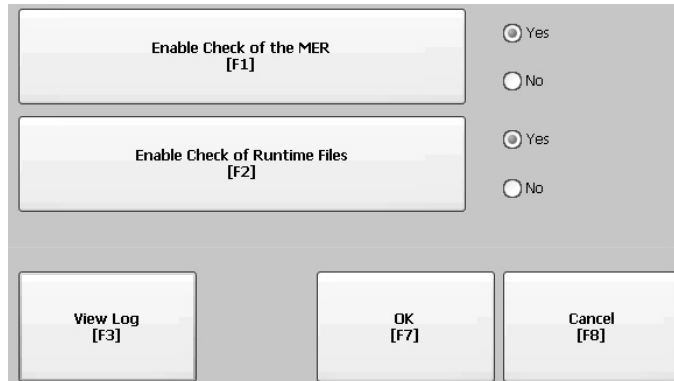 Enable Check of the MER
[F1]
Yes
No
Enable Check of Runtime Files
[F2]
Yes
No
View Log
[F3]
OK
[F7]
Cancel
[F8]